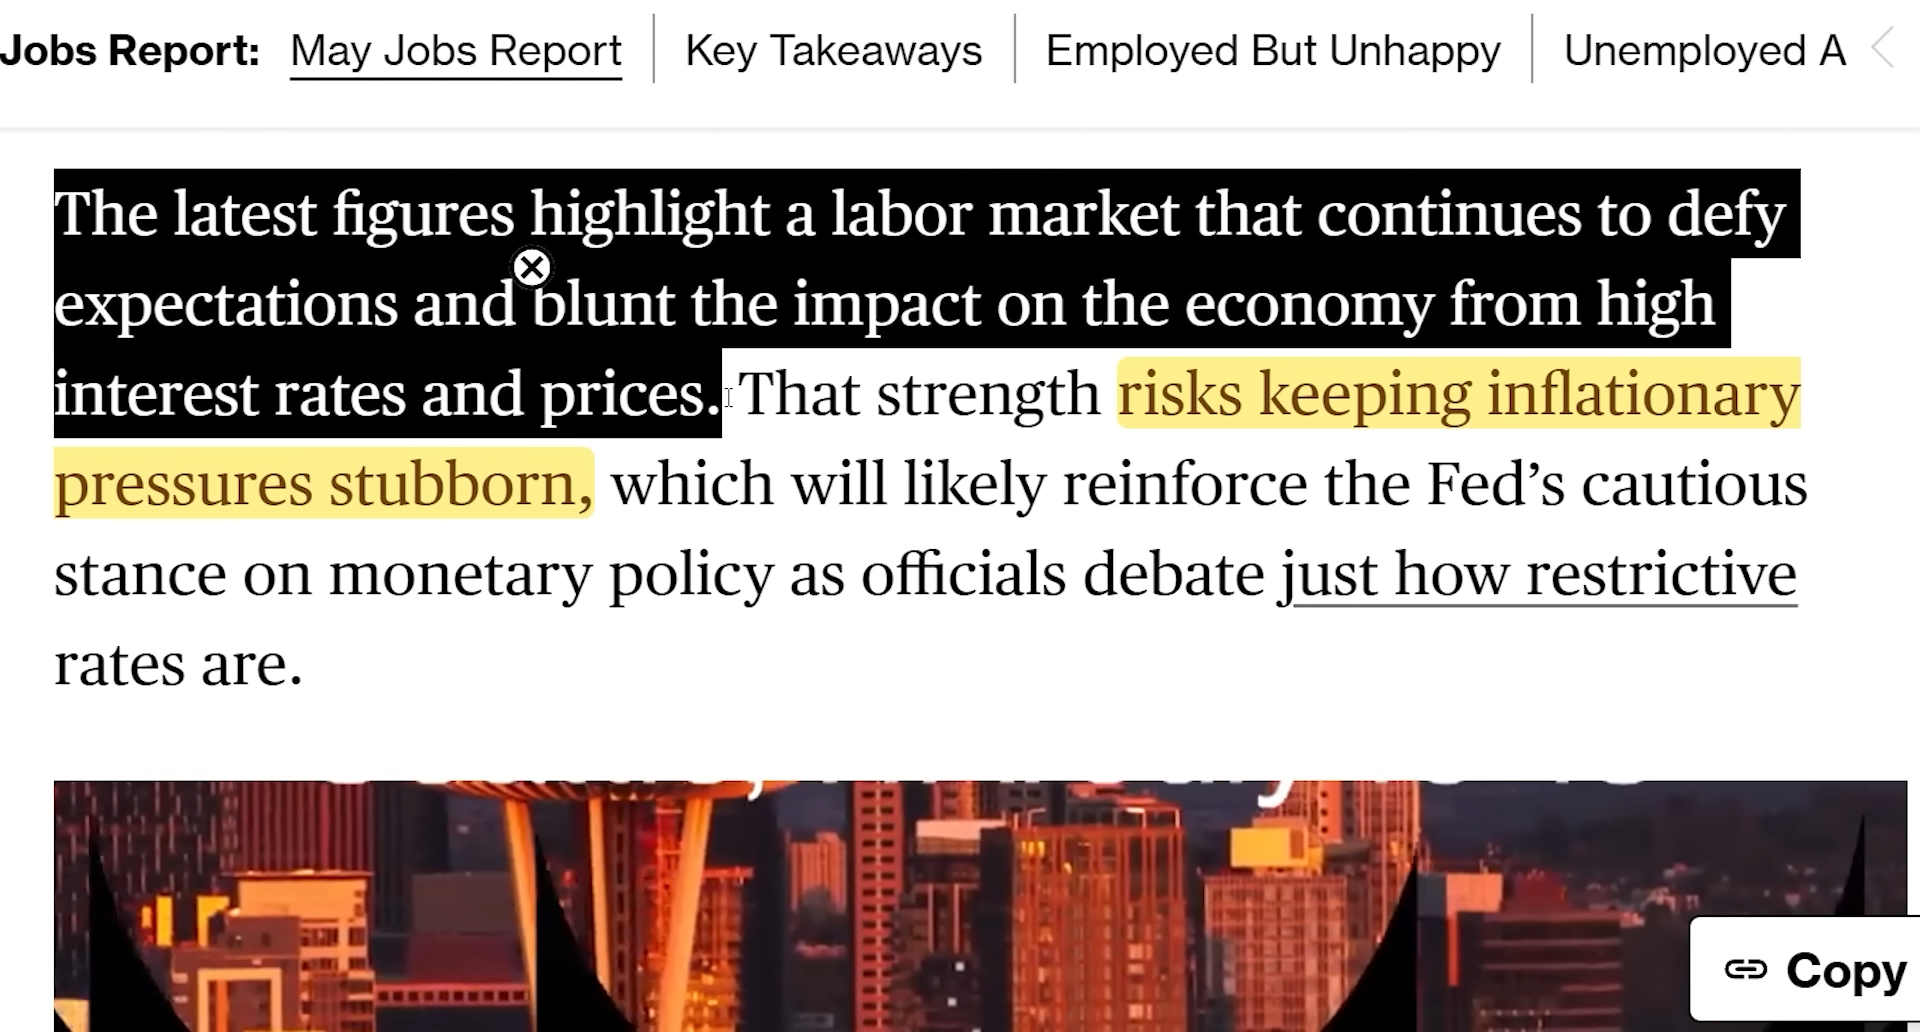 Jobs Report: May Jobs Report Key Takeaways Employed But Unhappy Unemployed A
The latest figures highlight a labor market that continues to defy
expectations and blunt the impact on the economy from high
interest rates and prices. That strength risks keeping inflationary
pressures stubborn, which will likely reinforce the Fed’s cautious
stance on monetary policy as officials debate just how restrictive
rates are.
Copy